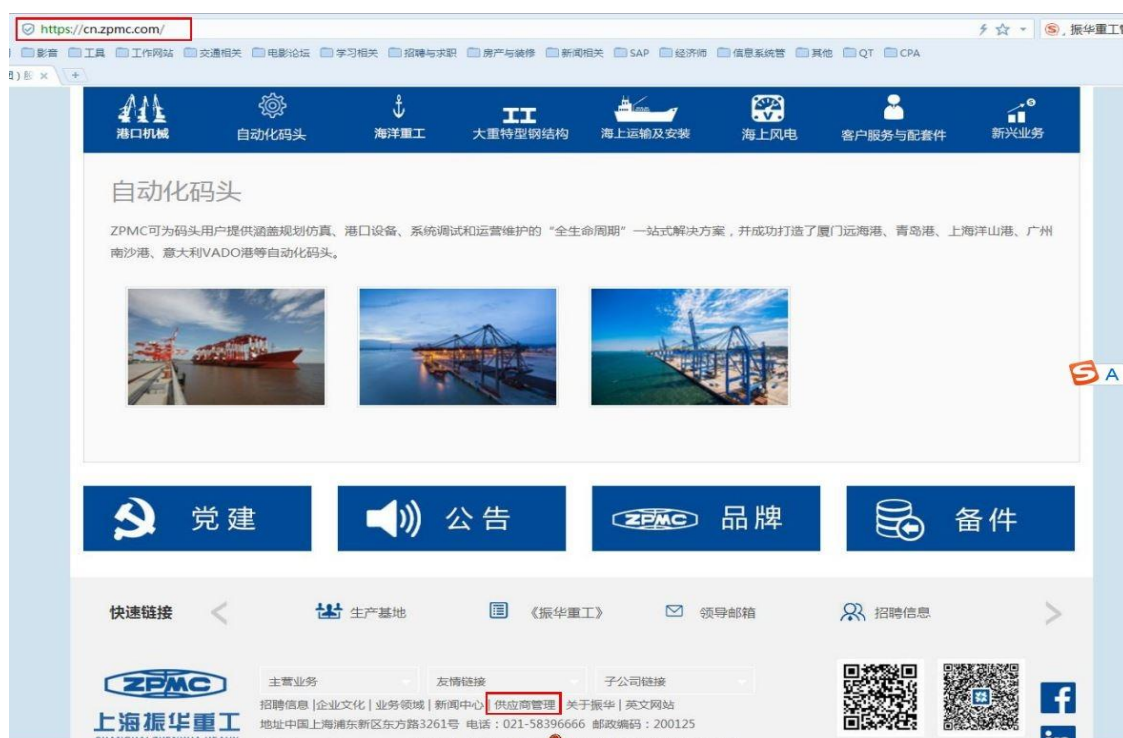 https://cn.zpmc.com/
振华重工
影音 工具 工作网站 交通相关 电影论坛 学习相关 招聘与求职 房产与装修 新闻相关 SAP 经济师 信息系统管 其他 QT CPA
港口机械 自动化码头 海洋重工 大重特型钢结构 海上运输及安装 海上风电 客户服务与配套件 新兴业务
自动化码头
ZPMC可为码头用户提供涵盖规划仿真、港口设备、系统调试和运营维护的“全生命周期”一站式解决方案，并成功打造了厦门远海港、青岛港、上海洋山港、广州
南沙港、意大利VADO港等自动化码头。
A
党建 公告 ZPMC 品牌 备件
快速链接 生产基地 《振华重工》 领导邮箱 招聘信息
ZPMC
主营业务 友情链接 子公司链接
招聘信息|企业文化|业务领域|新闻中心|供应商管理|关于振华|英文网站
上海振华重工
地址中国上海浦东新区东方路3261号 电话：021-58396666 邮政编码：200125